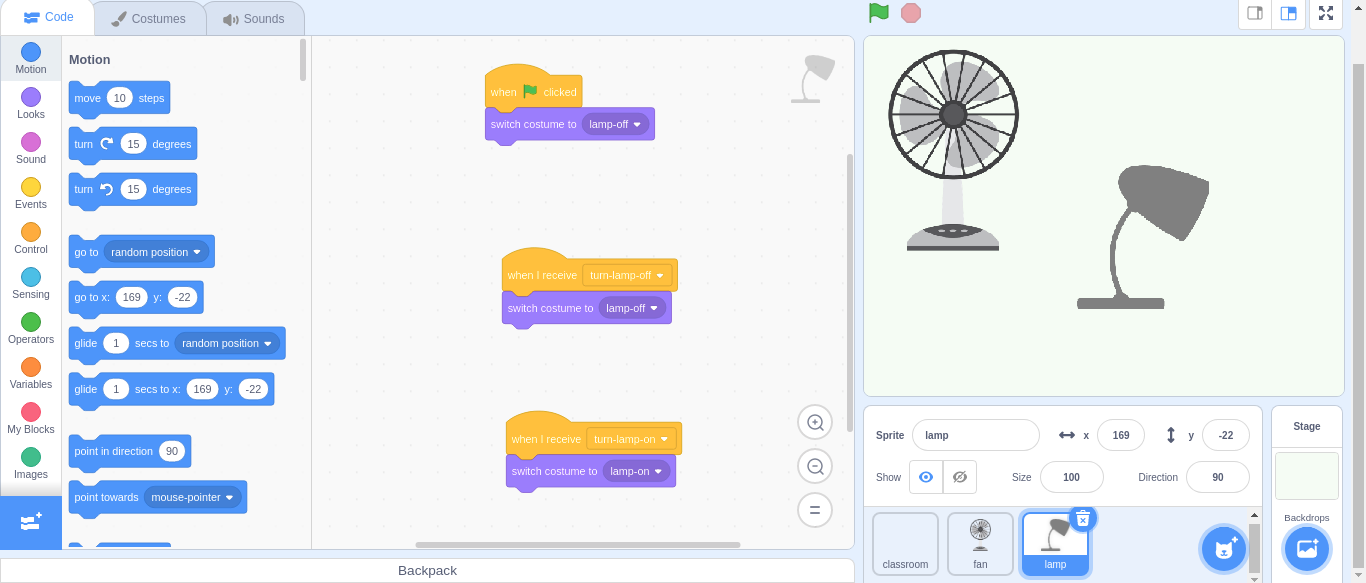 Code
Costumes
Sounds
Motion
Looks
Sound
Events
Control
Sensing
Operators
Variables
My Blocks
Images
Motion
move 10 steps
turn 15 degrees
turn 15 degrees
go to random position
go to x: 169 y: -22
glide 1 secs to random position
glide 1 secs to x: 169 y: -22
point in direction 90
point towards mouse-pointer
when clicked
switch costume to lamp-off
when I receive turn-lamp-off
switch costume to lamp-off
when I receive turn-lamp-on
switch costume to lamp-on
Backpack
Sprite lamp x 169 y -22
Show Size 100 Direction 90
classroom
fan
lamp
Stage
Backdrops